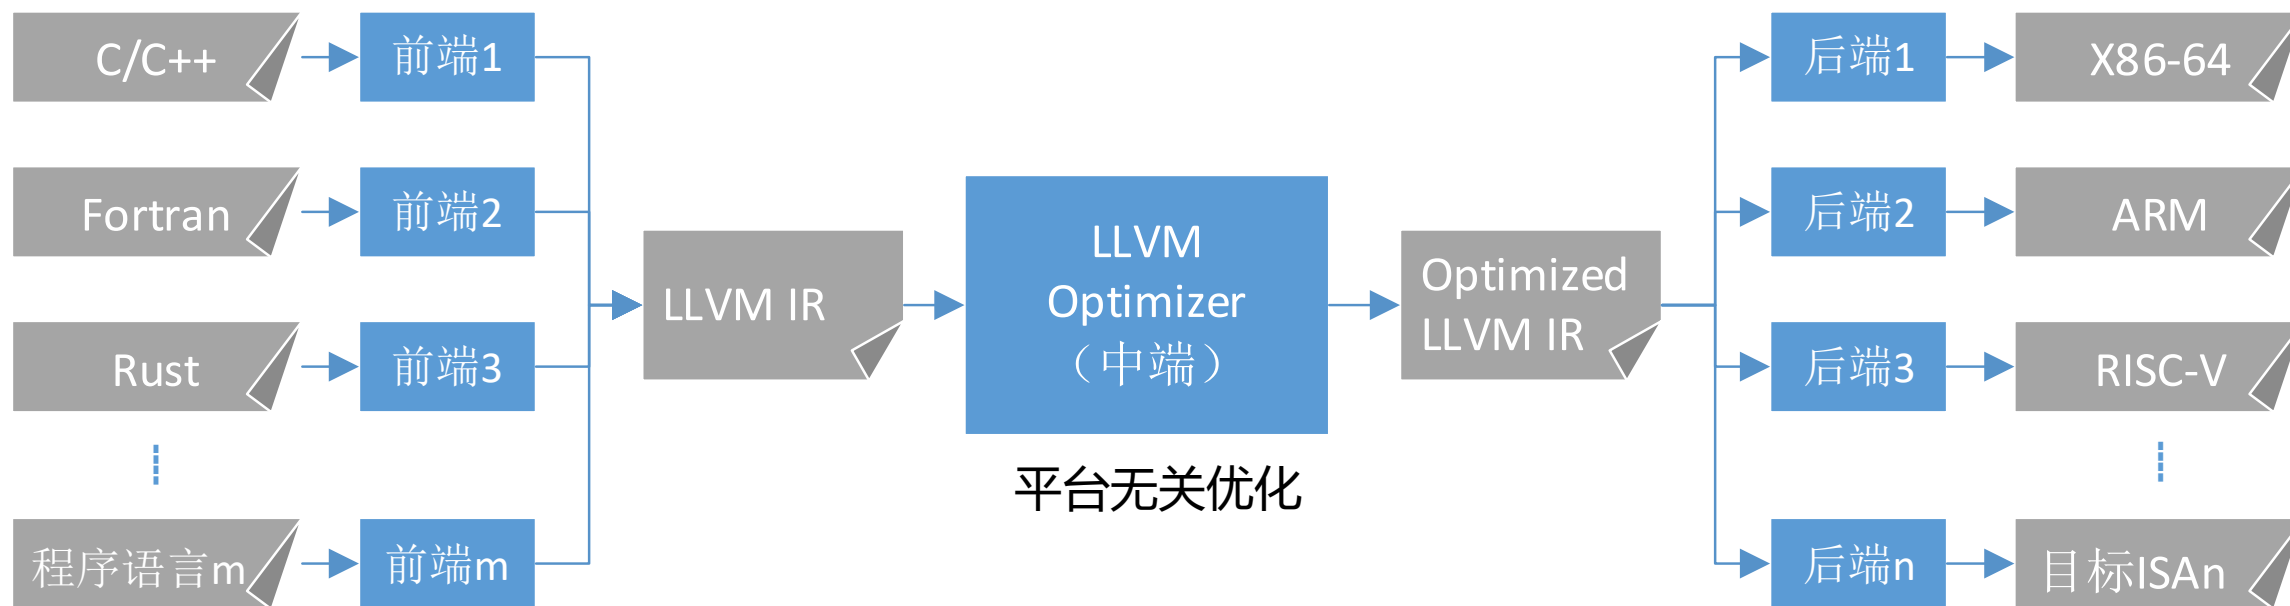 C/C++
前端1
后端1
X86-64
Fortran
前端2
后端2
ARM
LLVM IR
LLVM
Optimizer
（中端）
Optimized
LLVM IR
Rust
前端3
后端3
RISC-V
平台无关优化
程序语言m
前端m
后端n
目标ISAn